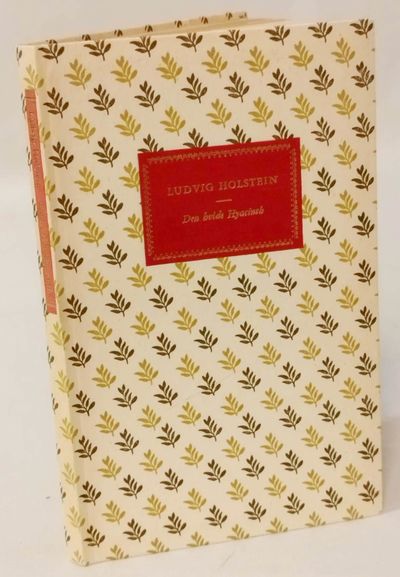 LUDVIG HOLSTEIN
Den hvide Hyacinth